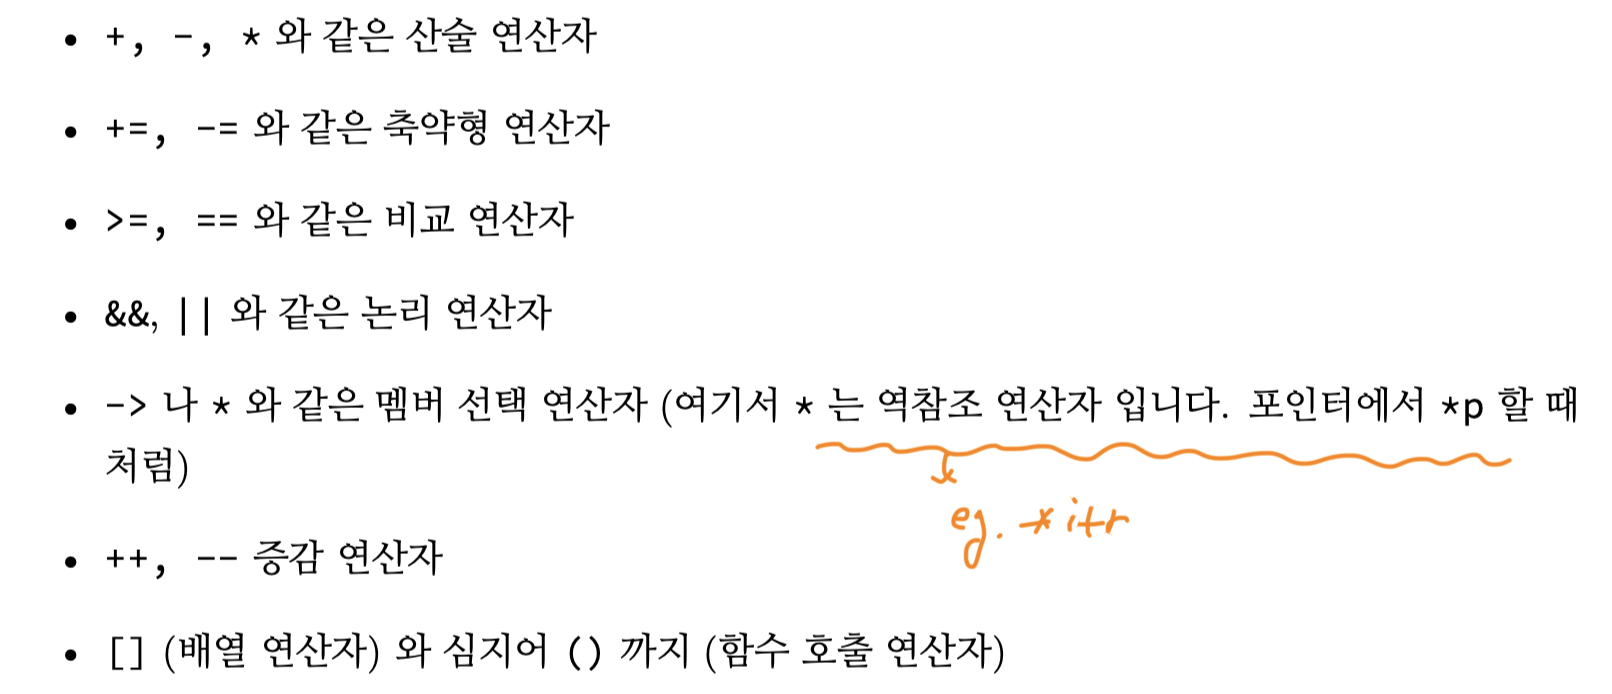 • +, -, * 와 같은 산술 연산자
• +=, -= 와 같은 축약형 연산자
• >=, == 와 같은 비교 연산자
• &&, || 와 같은 논리 연산자
• -> 나 * 와 같은 멤버 선택 연산자 (여기서 * 는 역참조 연산자 입니다. 포인터에서 *p 할 때
처럼)
eg. *itr
• ++, -- 증감 연산자
• [] (배열 연산자) 와 심지어 () 까지 (함수 호출 연산자)